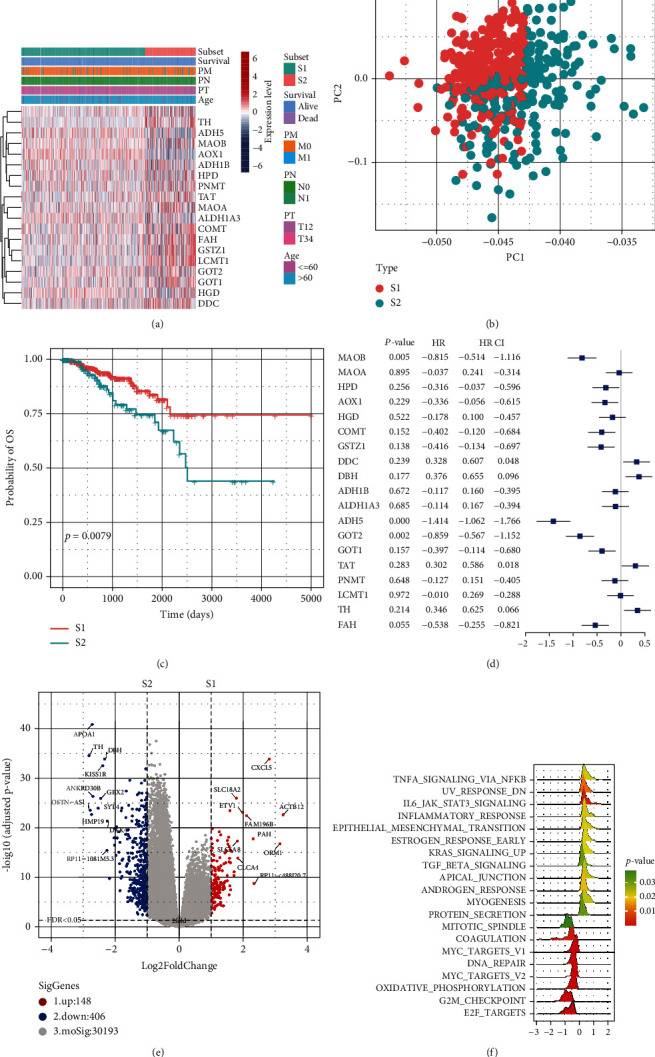 Subset
Survival
PM
PN
PT
Age
TH
ADH5
MAOB
AOX1
ADH1B
HPD
PNMT
TAT
MAOA
ALDH1A3
COMT
FAH
GSTZ1
LCMT1
GOT2
GOT1
HGD
DDC
6
4
2
0
−2
−4
−6
Expression level
Subset
S1
S2
Survival
Alive
Dead
PM
M0
M1
PN
N0
N1
PT
T12
T34
Age
<=60
>60
(a)
PC2
0.0
−0.1
−0.050 −0.045 −0.040 −0.035
PC1
Type
S1
S2
(b)
Probability of OS
1.00
0.75
0.50
0.25
0.00
p = 0.0079
0 1000 2000 3000 4000 5000
Time (days)
S1
S2
(c)
P-value HR HR CI
MAOB 0.005 −0.815 −0.514 −1.116
MAOA 0.895 −0.037 0.241 −0.314
HPD 0.256 −0.316 −0.037 −0.596
AOX1 0.229 −0.336 −0.056 −0.615
HGD 0.522 −0.178 0.100 −0.457
COMT 0.152 −0.402 −0.120 −0.684
GSTZ1 0.138 −0.416 −0.134 −0.697
DDC 0.239 0.328 0.607 0.048
DBH 0.177 0.376 0.655 0.096
ADH1B 0.672 −0.117 0.160 −0.395
ALDH1A3 0.685 −0.114 0.167 −0.394
ADH5 0.000 −1.414 −1.062 −1.766
GOT2 0.002 −0.859 −0.567 −1.152
GOT1 0.157 −0.397 −0.114 −0.680
TAT 0.283 0.302 0.586 0.018
PNMT 0.648 −0.127 0.151 −0.405
LCMT1 0.972 −0.010 0.269 −0.288
TH 0.214 0.346 0.625 0.066
FAH 0.055 −0.538 −0.255 −0.821
−2 −1.5 −1 −0.5 0 0.5
(d)
S2 S1
-log10 (adjusted p-value)
40
30
20
10
0
APOA1
TH
DBH
KISS1R
ANKRD30B
GBX2
SYT4
HMP19
RP11−1081M5.3
CXCL5
SLC18A2
ETV1
ACTB12
FAM196B
PAH
ORM1
CLCA4
FDR<0.05
−4 −2 0 2 4
Log2FoldChange
SigGenes
1.up:148
2.down:406
3.moSig:30193
(e)
TNFA_SIGNALING_VIA_NFKB
UV_RESPONSE_DN
IL6_JAK_STAT3_SIGNALING
INFLAMMATORY_RESPONSE
EPITHELIAL_MESENCHYMAL_TRANSITION
ESTROGEN_RESPONSE_EARLY
KRAS_SIGNALING_UP
TGF_BETA_SIGNALING
APICAL_JUNCTION
ANDROGEN_RESPONSE
MYOGENESIS
PROTEIN_SECRETION
MITOTIC_SPINDLE
COAGULATION
MYC_TARGETS_V1
DNA_REPAIR
MYC_TARGETS_V2
OXIDATIVE_PHOSPHORYLATION
G2M_CHECKPOINT
E2F_TARGETS
−3 −2 −1 0 1 2
p-value
0.03
0.02
0.01
(f)